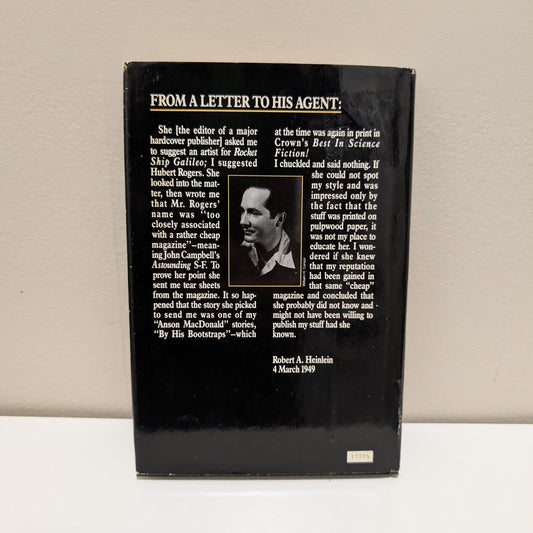 FROM A LETTER TO HIS AGENT:
She [the editor of a major
hardcover publisher] asked me
to suggest an artist for Rocket
Ship Galileo; I suggested
Hubert Rogers. She
looked into the mat-
ter, then wrote me
that Mr. Rogers'
name was "too
closely associated
with a rather cheap
magazine"—mean-
ing John Campbell's
Astounding S-F. To
prove her point she
sent me tear sheets
from the magazine. It so hap-
pened that the story she picked
to send me was one of my
"Anson MacDonald" stories,
"By His Bootstraps"—which
at the time was again in print in
Crown's Best In Science
Fiction!
I chuckled and said nothing. If
she could not spot
my style and was
impressed only by
the fact that the
stuff was printed on
pulpwood paper, it
was not my place to
educate her. I won-
dered if she knew
that my reputation
had been gained in
that same "cheap"
magazine and concluded that
she probably did not know and
might not have been willing to
publish my stuff had she
known.
Robert A. Heinlein
4 March 1949